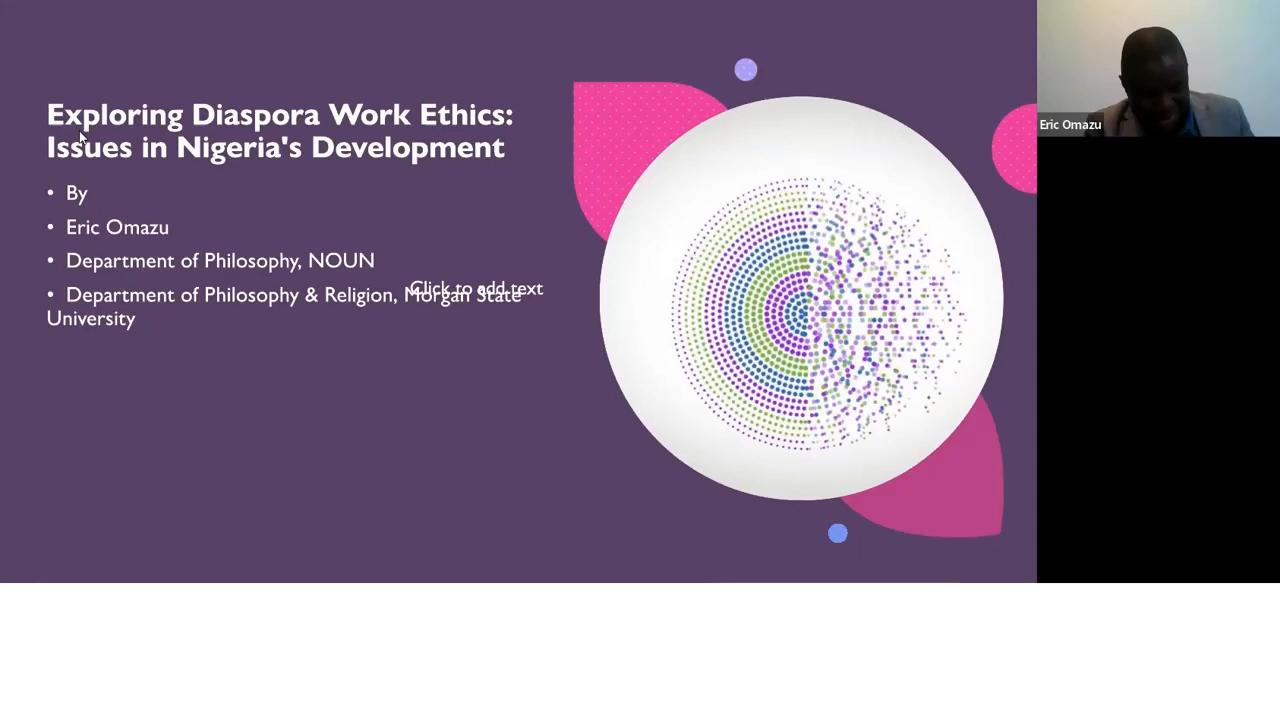 Exploring Diaspora Work Ethics:
Issues in Nigeria's Development
• By
• Eric Omazu
• Department of Philosophy, NOUN
• Department of Philosophy & Religion, Morgan State
University
Click to add text
Eric Omazu